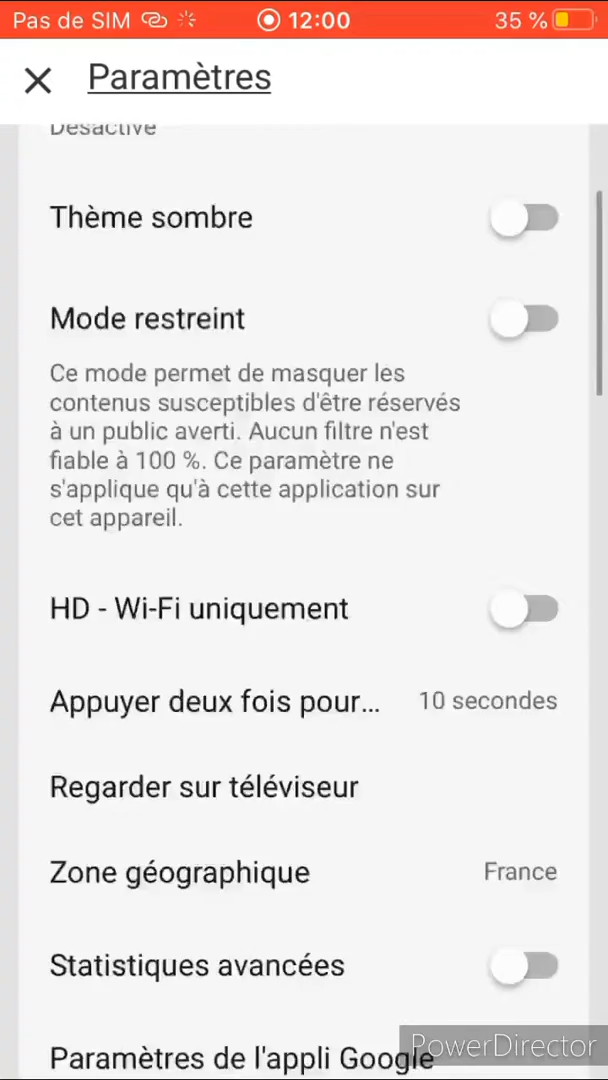 Pas de SIM 12:00 35 %
Paramètres
Désactivé
Thème sombre
Mode restreint
Ce mode permet de masquer les
contenus susceptibles d'être réservés
à un public averti. Aucun filtre n'est
fiable à 100 %. Ce paramètre ne
s'applique qu'à cette application sur
cet appareil.
HD - Wi-Fi uniquement
Appuyer deux fois pour... 10 secondes
Regarder sur téléviseur
Zone géographique France
Statistiques avancées
Paramètres de l'appli Google
PowerDirector